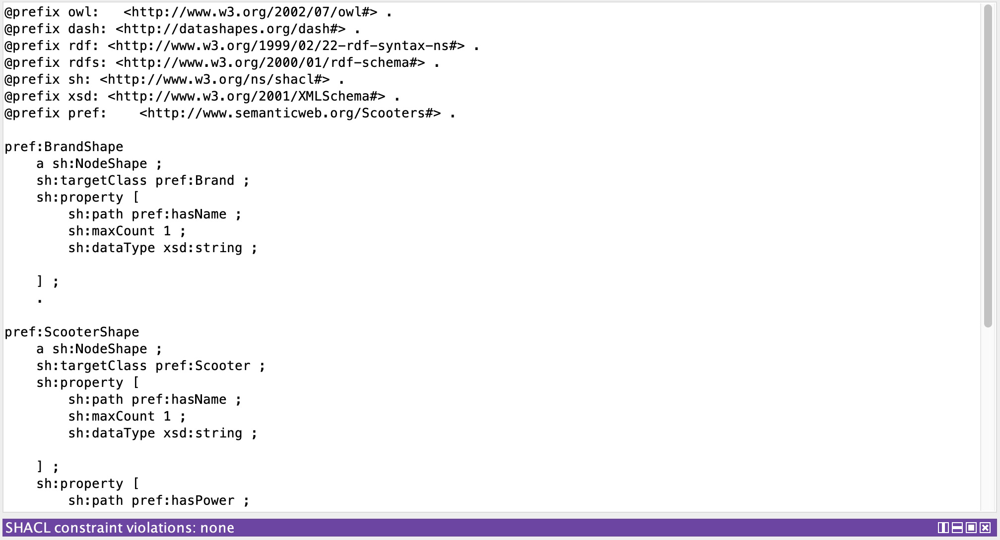 @prefix owl:   <http://www.w3.org/2002/07/owl#> .
@prefix dash: <http://datashapes.org/dash#> .
@prefix rdf: <http://www.w3.org/1999/02/22-rdf-syntax-ns#> .
@prefix rdfs: <http://www.w3.org/2000/01/rdf-schema#> .
@prefix sh: <http://www.w3.org/ns/shacl#> .
@prefix xsd: <http://www.w3.org/2001/XMLSchema#> .
@prefix pref:    <http://www.semanticweb.org/Scooters#> .

pref:BrandShape
    a sh:NodeShape ;
    sh:targetClass pref:Brand ;
    sh:property [
        sh:path pref:hasName ;
        sh:maxCount 1 ;
        sh:dataType xsd:string ;

    ] ;
    .

pref:ScooterShape
    a sh:NodeShape ;
    sh:targetClass pref:Scooter ;
    sh:property [
        sh:path pref:hasName ;
        sh:maxCount 1 ;
        sh:dataType xsd:string ;

    ] ;
    sh:property [
        sh:path pref:hasPower ;
SHACL constraint violations: none